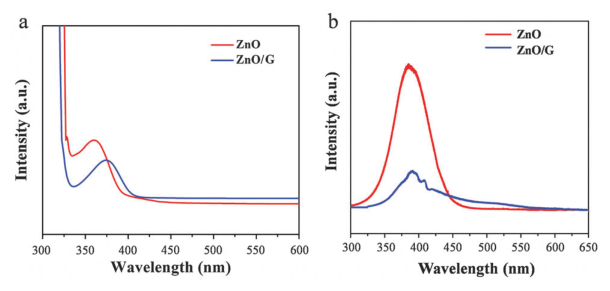 a
ZnO
ZnO/G
Intensity (a.u.)
300 350 400 450 500 550 600
Wavelength (nm)
b
ZnO
ZnO/G
Intensity (a.u.)
300 350 400 450 500 550 600 650
Wavelength (nm)